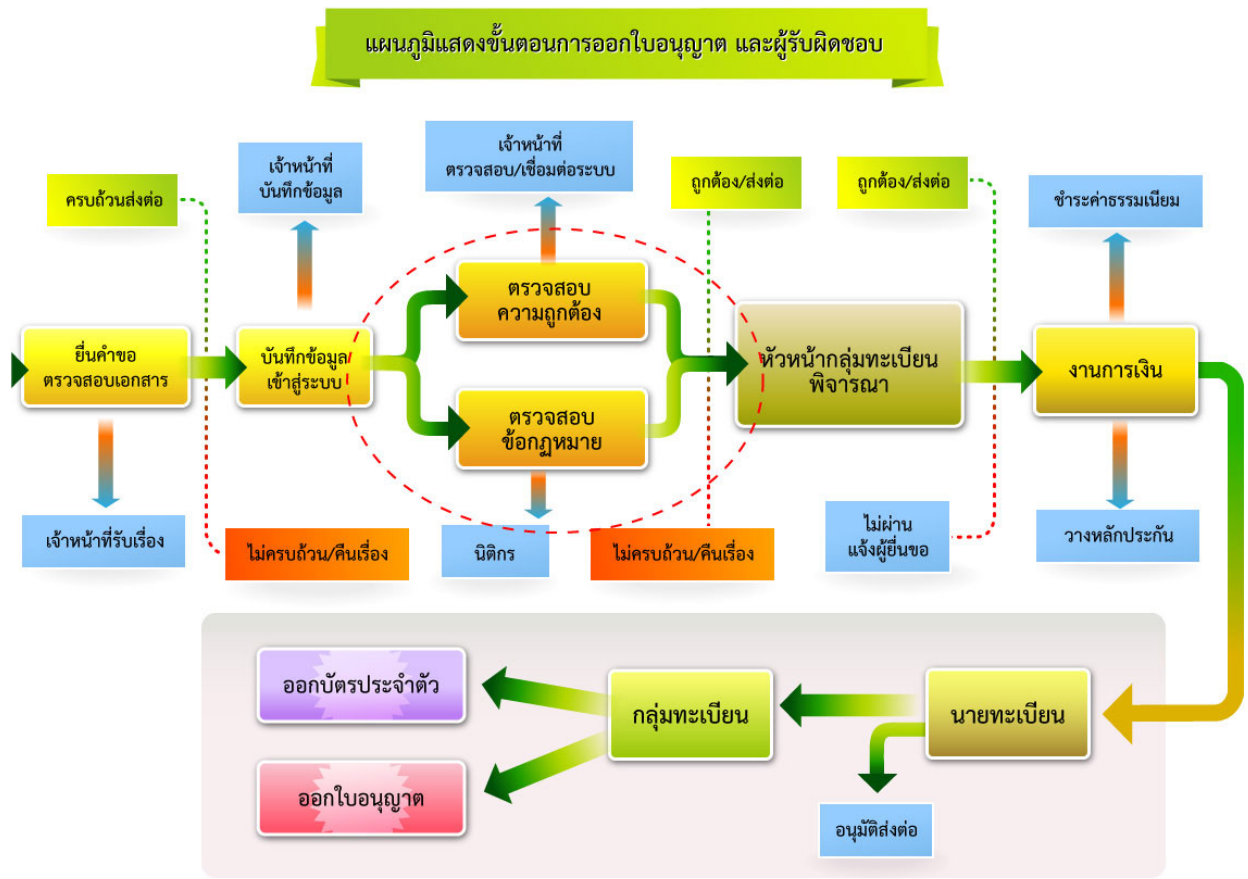 แผนภูมิแสดงขั้นตอนการออกใบอนุญาต และผู้รับผิดชอบ
ครบถ้วนส่งต่อ
เจ้าหน้าที่
บันทึกข้อมูล
เจ้าหน้าที่
ตรวจสอบ/เชื่อมต่อระบบ
ถูกต้อง/ส่งต่อ
ถูกต้อง/ส่งต่อ
ชำระค่าธรรมเนียม
ยื่นคำขอ
ตรวจสอบเอกสาร
บันทึกข้อมูล
เข้าสู่ระบบ
ตรวจสอบ
ความถูกต้อง
ตรวจสอบ
ข้อกฏหมาย
หัวหน้ากลุ่มทะเบียน
พิจารณา
งานการเงิน
เจ้าหน้าที่รับเรื่อง
ไม่ครบถ้วน/คืนเรื่อง
นิติกร
ไม่ครบถ้วน/คืนเรื่อง
ไม่ผ่าน
แจ้งผู้ยื่นขอ
วางหลักประกัน
ออกบัตรประจำตัว
กลุ่มทะเบียน
นายทะเบียน
ออกใบอนุญาต
อนุมัติส่งต่อ